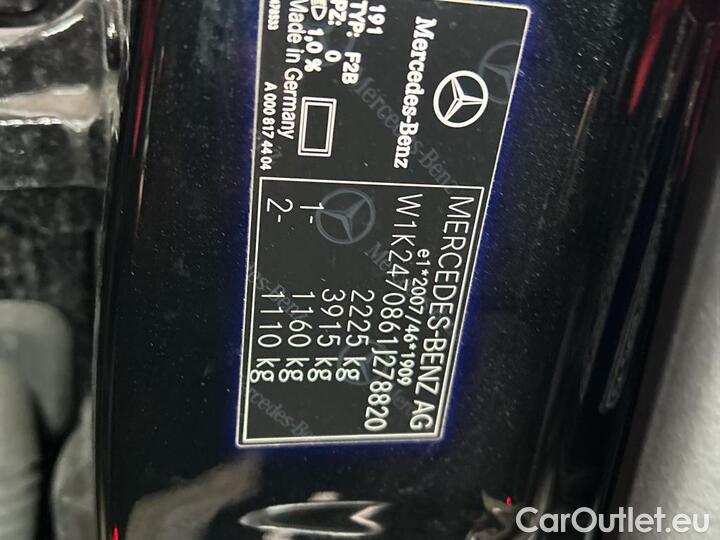 MERCEDES-BENZ AG
e1*2007/46*1909
W1K2470861J278820
2225 kg
3915 kg
1- 1160 kg
2- 1110 kg
Mercedes-Benz
191
TYP: F2B
PZ: 0
1,0 %
Made in Germany
A 000 817 44 04
CarOutlet.eu